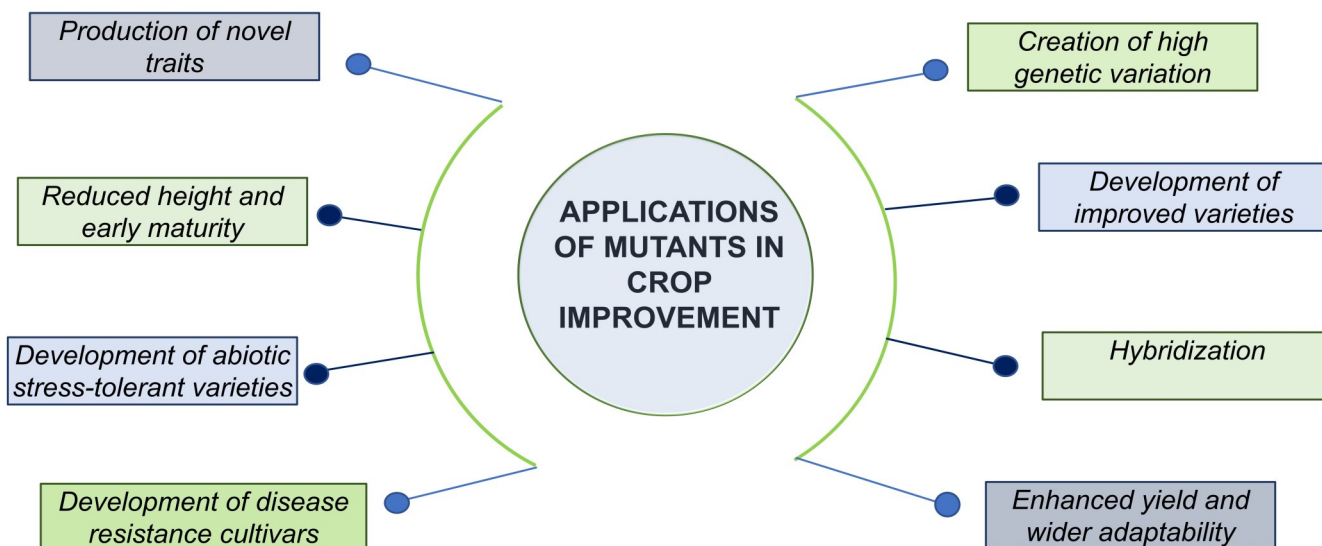 Production of novel
traits
Reduced height and
early maturity
Development of abiotic
stress-tolerant varieties
Development of disease
resistance cultivars
APPLICATIONS
OF MUTANTS IN
CROP
IMPROVEMENT
Creation of high
genetic variation
Development of
improved varieties
Hybridization
Enhanced yield and
wider adaptability